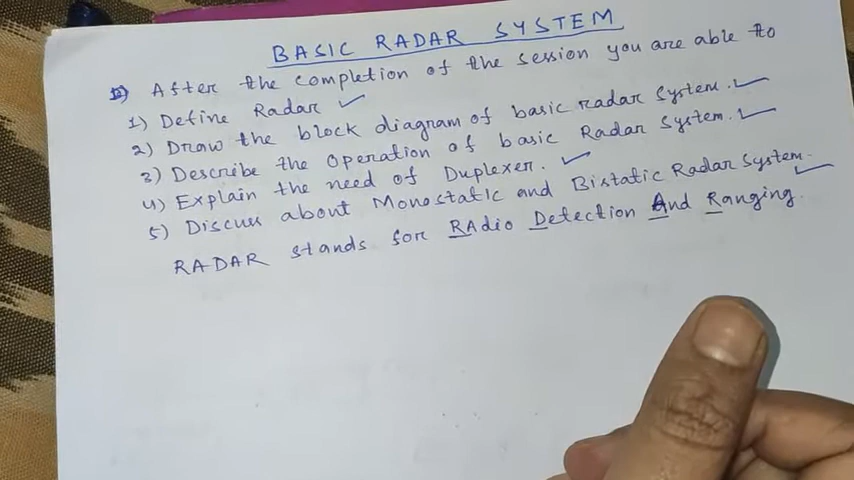 BASIC RADAR SYSTEM
After the completion of the session you are able to
1) Define Radar ✓
2) Draw the block diagram of basic radar System. ✓
3) Describe the Operation of basic Radar System. ✓
4) Explain the need of Duplexer. ✓
5) Discuss about Monostatic and Bistatic Radar System. ✓
RADAR stands for RAdio Detection And Ranging.